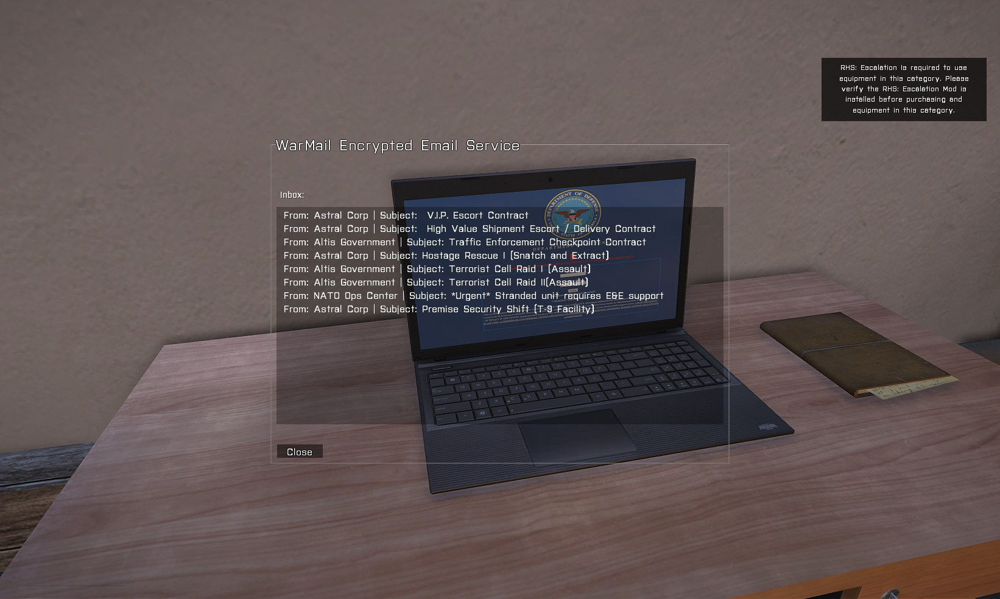 RHS: Escalation is required to use
equipment in this category. Please
verify the RHS: Escalation Mod is
installed before purchasing and
equipment in this category.
WarMail Encrypted Email Service
Inbox:
From: Astral Corp | Subject: V.I.P. Escort Contract
From: Astral Corp | Subject: High Value Shipment Escort / Delivery Contract
From: Altis Government | Subject: Traffic Enforcement Checkpoint Contract
From: Astral Corp | Subject: Hostage Rescue I (Snatch and Extract)
From: Altis Government | Subject: Terrorist Cell Raid I (Assault)
From: Altis Government | Subject: Terrorist Cell Raid II(Assault)
From: NATO Ops Center | Subject: *Urgent* Stranded unit requires E&E support
From: Astral Corp | Subject: Premise Security Shift (T-9 Facility)
DEPARTMENT OF DEFENSE
Close